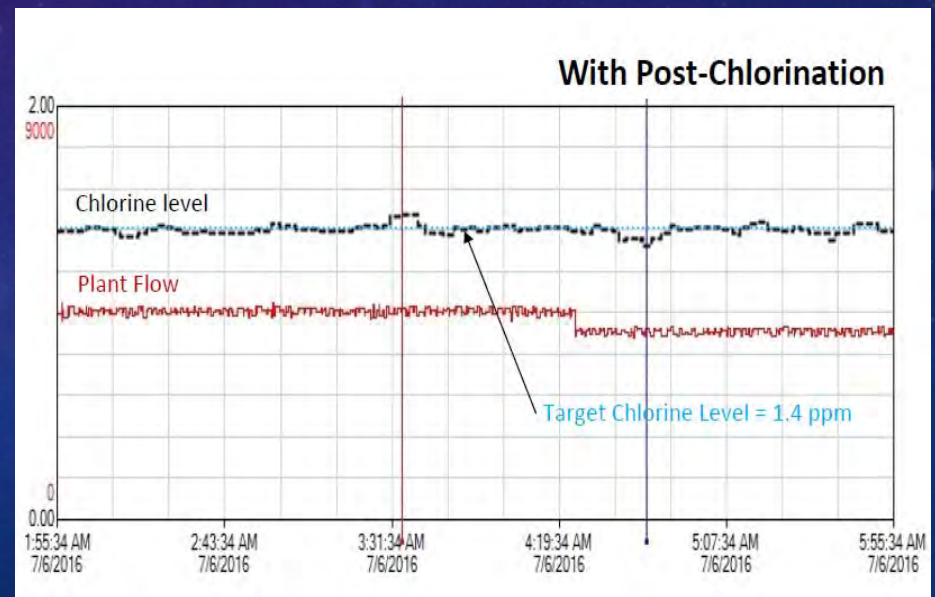 With Post-Chlorination
2.00
9000
Chlorine level
Plant Flow
Target Chlorine Level = 1.4 ppm
0
0.00
1:55:34 AM 2:43:34 AM 3:31:34 AM 4:19:34 AM 5:07:34 AM 5:55:34 AM
7/6/2016 7/6/2016 7/6/2016 7/6/2016 7/6/2016 7/6/2016